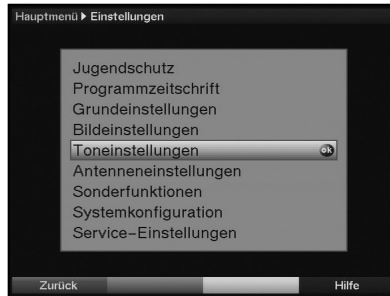 Hauptmenü ▶ Einstellungen
Jugendschutz
Programmzeitschrift
Grundeinstellungen
Bildeinstellungen
Toneinstellungen ok
Antenneneinstellungen
Sonderfunktionen
Systemkonfiguration
Service-Einstellungen
Zurück Hilfe